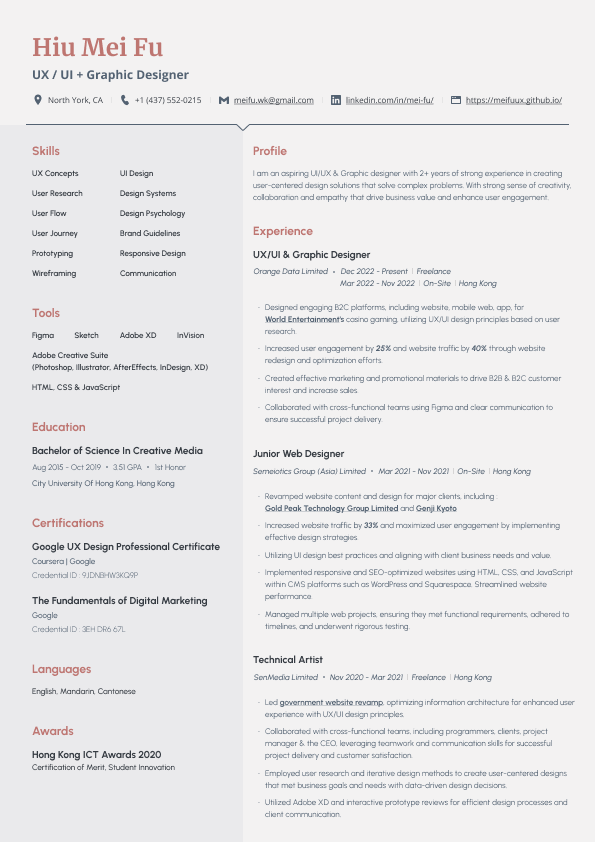 Hiu Mei Fu
UX / UI + Graphic Designer
North York, CA
+1 (437) 552-0215
meifu.wk@gmail.com
linkedin.com/in/mei-fu/
https://meifuux.github.io/
Skills
UX Concepts UI Design
User Research Design Systems
User Flow Design Psychology
User Journey Brand Guidelines
Prototyping Responsive Design
Wireframing Communication
Tools
Figma Sketch Adobe XD InVision
Adobe Creative Suite
(Photoshop, Illustrator, AfterEffects, InDesign, XD)
HTML, CSS & JavaScript
Education
Bachelor of Science In Creative Media
Aug 2015 - Oct 2019 • 3.51 GPA • 1st Honor
City University Of Hong Kong, Hong Kong
Certifications
Google UX Design Professional Certificate
Coursera | Google
Credential ID : 9JDNBHW3KQ9P
The Fundamentals of Digital Marketing
Google
Credential ID : 3EH DR6 67L
Languages
English, Mandarin, Cantonese
Awards
Hong Kong ICT Awards 2020
Certification of Merit, Student Innovation
Profile
I am an aspiring UI/UX & Graphic designer with 2+ years of strong experience in creating
user-centered design solutions that solve complex problems. With strong sense of creativity,
collaboration and empathy that drive business value and enhance user engagement.
Experience
UX/UI & Graphic Designer
Orange Data Limited • Dec 2022 - Present | Freelance
Mar 2022 - Nov 2022 | On-Site | Hong Kong
- Designed engaging B2C platforms, including website, mobile web, app, for
World Entertainment's casino gaming, utilizing UX/UI design principles based on user
research.
- Increased user engagement by 25% and website traffic by 40% through website
redesign and optimization efforts.
- Created effective marketing and promotional materials to drive B2B & B2C customer
interest and increase sales.
- Collaborated with cross-functional teams using Figma and clear communication to
ensure successful project delivery.
Junior Web Designer
Semeiotics Group (Asia) Limited • Mar 2021 - Nov 2021 | On-Site | Hong Kong
- Revamped website content and design for major clients, including :
Gold Peak Technology Group Limited and Genji Kyoto
- Increased website traffic by 33% and maximized user engagement by implementing
effective design strategies.
- Utilizing UI design best practices and aligning with client business needs and value.
- Implemented responsive and SEO-optimized websites using HTML, CSS, and JavaScript
within CMS platforms such as WordPress and Squarespace. Streamlined website
performance
- Managed multiple web projects, ensuring they met functional requirements, adhered to
timelines, and underwent rigorous testing.
Technical Artist
SenMedia Limited • Nov 2020 - Mar 2021 | Freelance | Hong Kong
- Led government website revamp, optimizing information architecture for enhanced user
experience with UX/UI design principles.
- Collaborated with cross-functional teams, including programmers, clients, project
manager & the CEO, leveraging teamwork and communication skills for successful
project delivery and customer satisfaction.
- Employed user research and iterative design methods to create user-centered designs
that met business goals and needs with data-driven design decisions.
- Utilized Adobe XD and interactive prototype reviews for efficient design processes and
client communication.